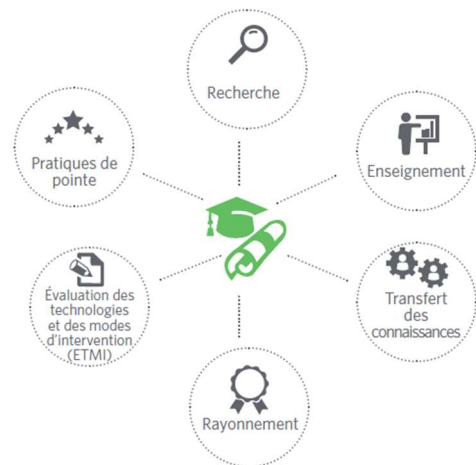 Recherche
Enseignement
Transfert
des
connaissances
Rayonnement
Évaluation des
technologies
et des modes
d'intervention
(ETMI)
Pratiques de
pointe